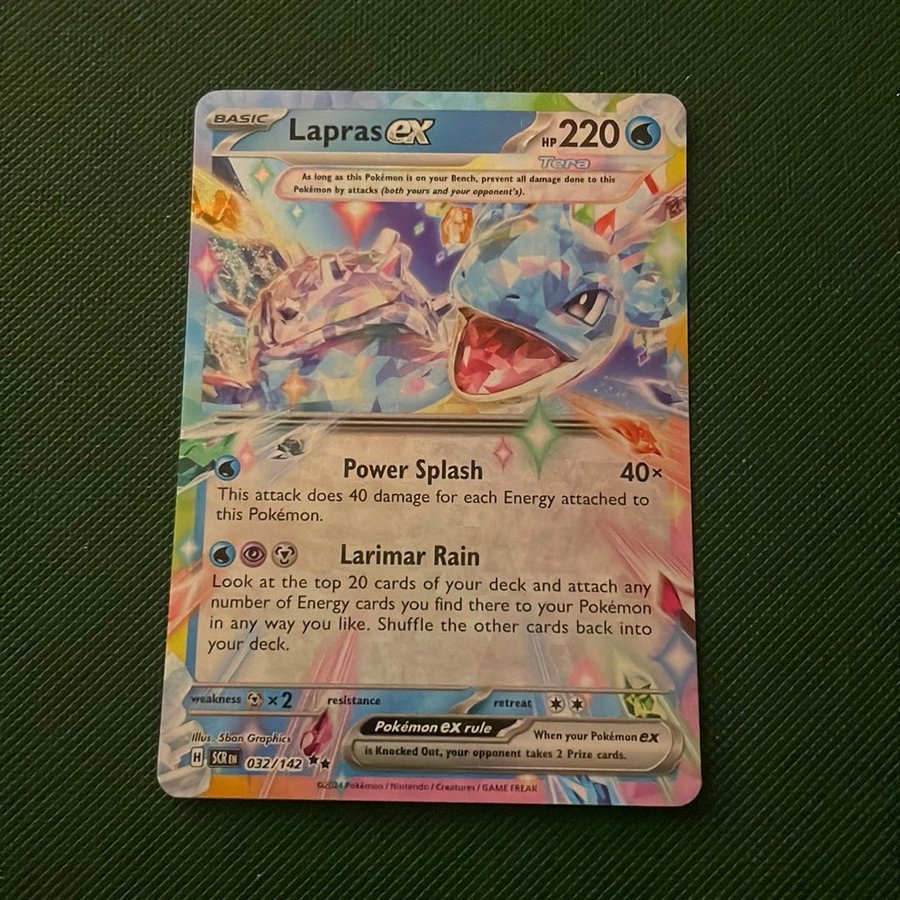 BASIC Lapras ex HP 220
Tera
As long as this Pokémon is on your Bench, prevent all damage done to this
Pokémon by attacks (both yours and your opponent's).
Power Splash 40×
This attack does 40 damage for each Energy attached to
this Pokémon.
Larimar Rain
Look at the top 20 cards of your deck and attach any
number of Energy cards you find there to your Pokémon
in any way you like. Shuffle the other cards back into
your deck.
weakness ×2 resistance retreat
Pokémon ex rule When your Pokémon ex
is Knocked Out, your opponent takes 2 Prize cards.
Illus. 5ban Graphics
H SCR EN 032/142 ★★
©2024 Pokémon / Nintendo / Creatures / GAME FREAK